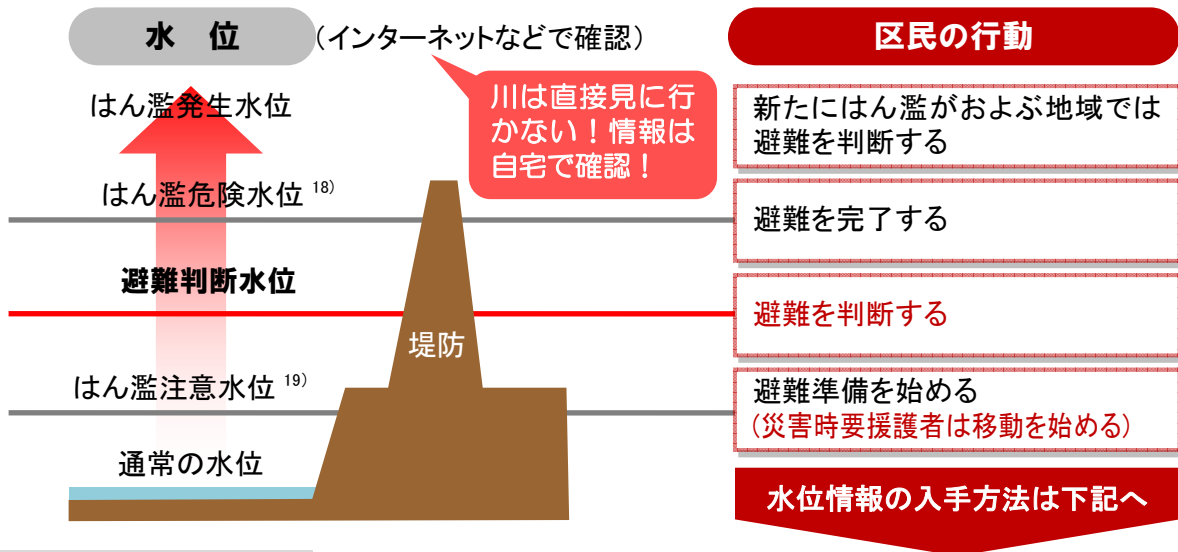 水 位 (インターネットなどで確認)
区民の行動
川は直接見に行
かない!情報は
自宅で確認!
はん濫発生水位
新たにはん濫がおよぶ地域では
避難を判断する
はん濫危険水位 18)
避難を完了する
避難判断水位
避難を判断する
堤防
はん濫注意水位 19)
避難準備を始める
(災害時要援護者は移動を始める)
通常の水位
水位情報の入手方法は下記へ